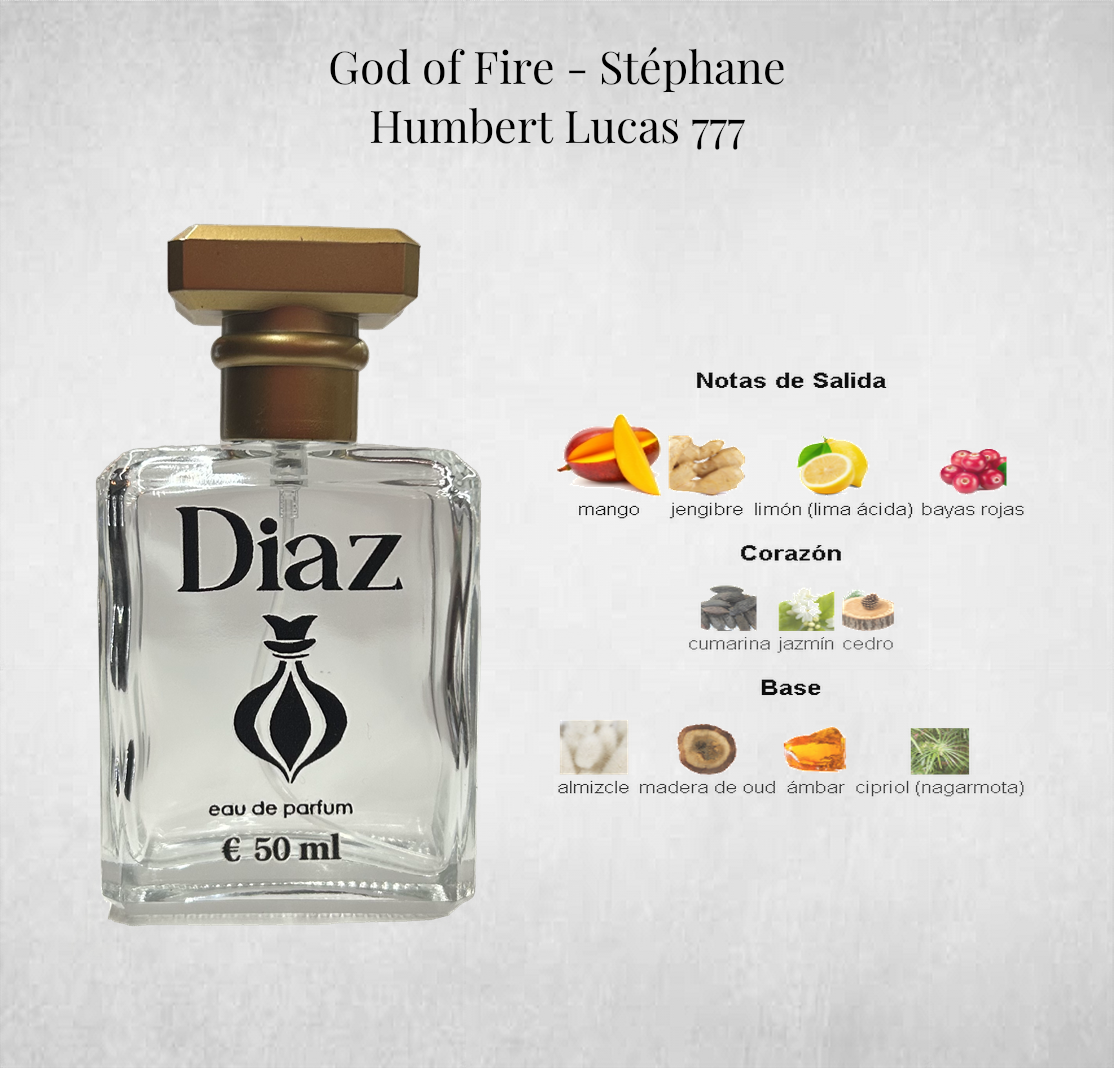 God of Fire - Stéphane
Humbert Lucas 777
Diaz
eau de parfum
€ 50 ml
Notas de Salida
mango jengibre limón (lima ácida) bayas rojas
Corazón
cumarina jazmín cedro
Base
almizcle madera de oud ámbar cipriol (nagarmota)